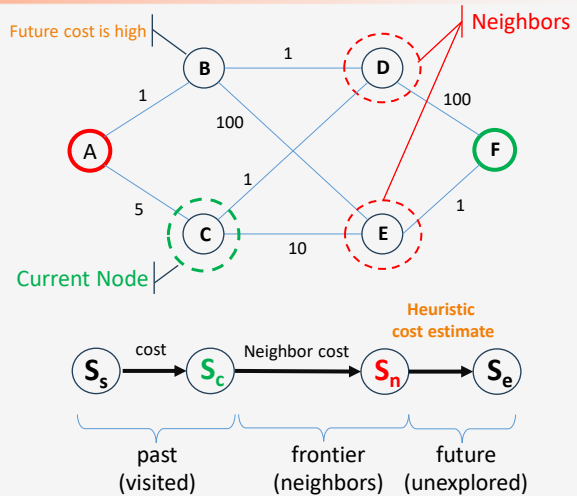 Future cost is high
Neighbors
B
1
D
1
100
100
A
F
1
5
1
C
10
E
Current Node
Heuristic
cost estimate
cost
Neighbor cost
Ss
Sc
Sn
Se
past
(visited)
frontier
(neighbors)
future
(unexplored)